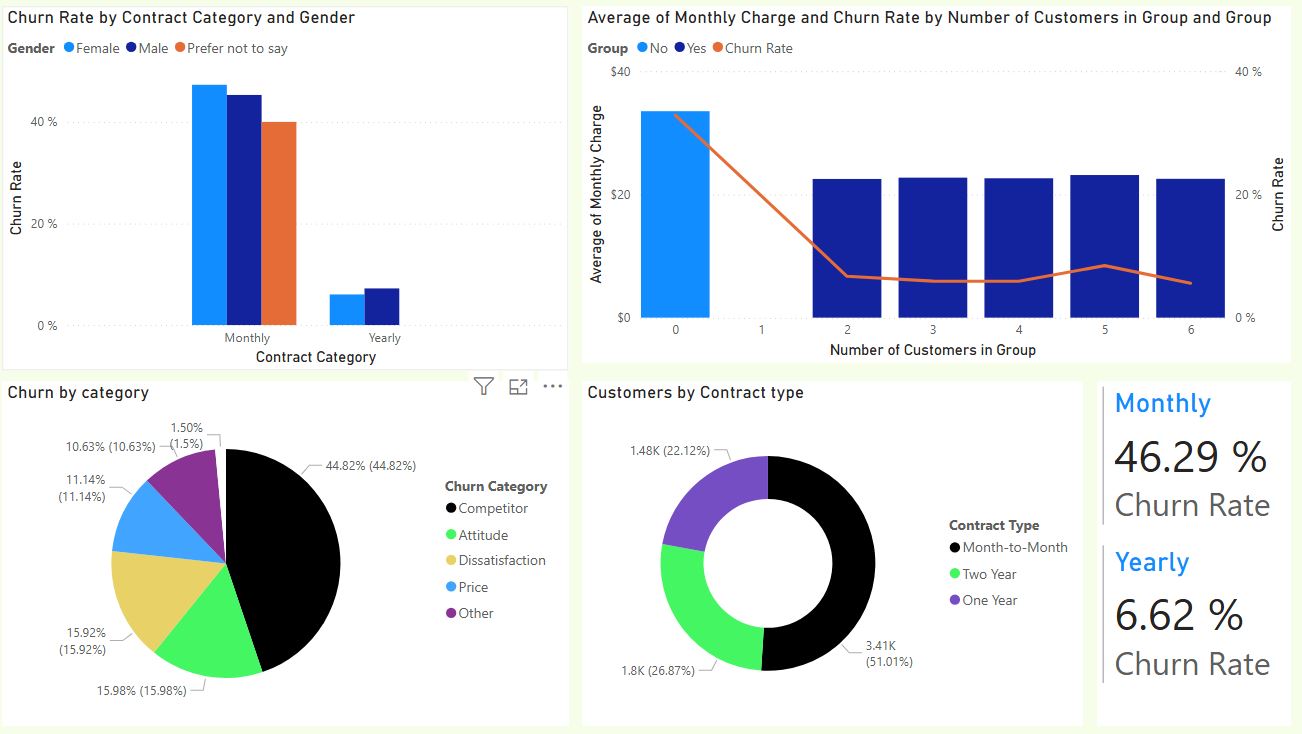 Churn Rate by Contract Category and Gender
Gender Female Male Prefer not to say
40 %
20 %
0 %
Churn Rate
Monthly Yearly
Contract Category
Average of Monthly Charge and Churn Rate by Number of Customers in Group and Group
Group No Yes Churn Rate
$40 40 %
$20 20 %
$0 0 %
Average of Monthly Charge
Churn Rate
0 1 2 3 4 5 6
Number of Customers in Group
Churn by category
1.50%
(1.5%)
10.63% (10.63%)
44.82% (44.82%)
11.14%
(11.14%)
15.92%
(15.92%)
15.98% (15.98%)
Churn Category
Competitor
Attitude
Dissatisfaction
Price
Other
Customers by Contract type
1.48K (22.12%)
1.8K (26.87%)
3.41K
(51.01%)
Contract Type
Month-to-Month
Two Year
One Year
Monthly
46.29 %
Churn Rate
Yearly
6.62 %
Churn Rate